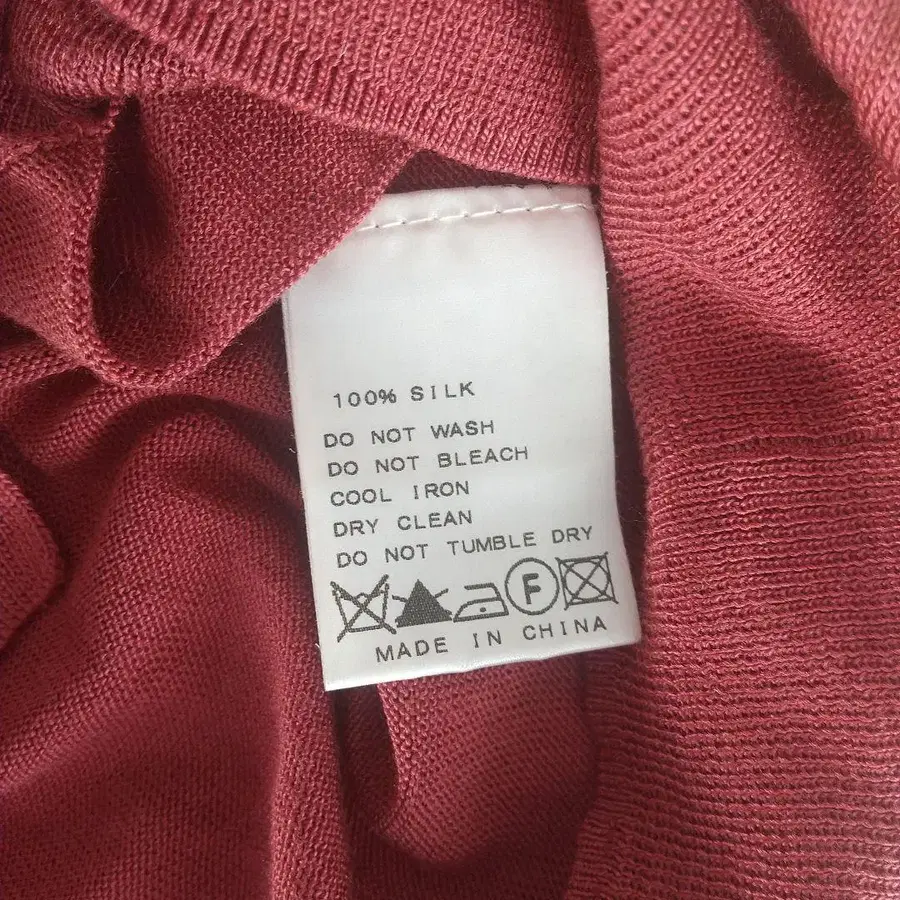 100% SILK
DO NOT WASH
DO NOT BLEACH
COOL IRON
DRY CLEAN
DO NOT TUMBLE DRY
F
MADE IN CHINA